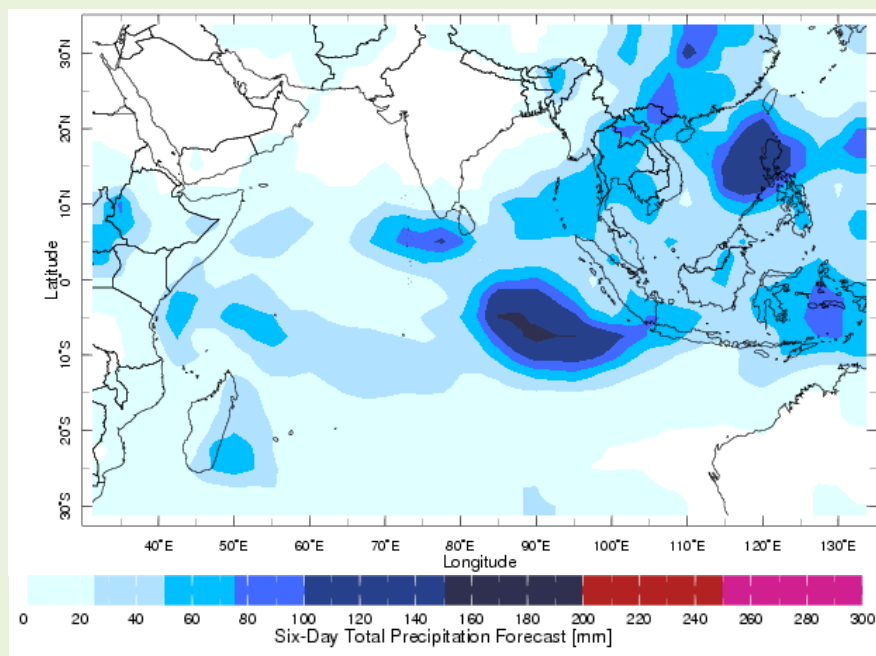 30°N
20°N
10°N
0°
10°S
20°S
30°S
Latitude
40°E 50°E 60°E 70°E 80°E 90°E 100°E 110°E 120°E 130°E
Longitude
0 20 40 60 80 100 120 140 160 180 200 220 240 260 280 300
Six-Day Total Precipitation Forecast [mm]